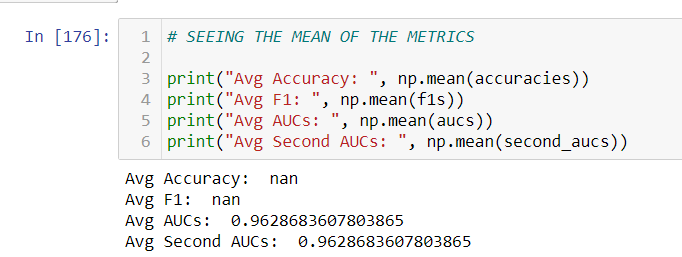 In [176]:
1 # SEEING THE MEAN OF THE METRICS
2
3 print("Avg Accuracy: ", np.mean(accuracies))
4 print("Avg F1: ", np.mean(f1s))
5 print("Avg AUCs: ", np.mean(aucs))
6 print("Avg Second AUCs: ", np.mean(second_aucs))
Avg Accuracy:  nan
Avg F1:  nan
Avg AUCs:  0.9628683607803865
Avg Second AUCs:  0.9628683607803865